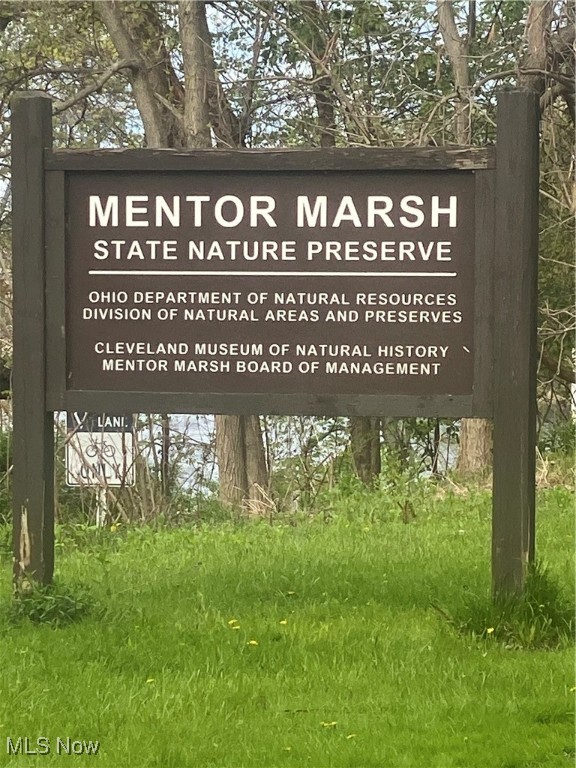 MENTOR MARSH
STATE NATURE PRESERVE
OHIO DEPARTMENT OF NATURAL RESOURCES
DIVISION OF NATURAL AREAS AND PRESERVES
CLEVELAND MUSEUM OF NATURAL HISTORY
MENTOR MARSH BOARD OF MANAGEMENT
ONLY
MLS Now